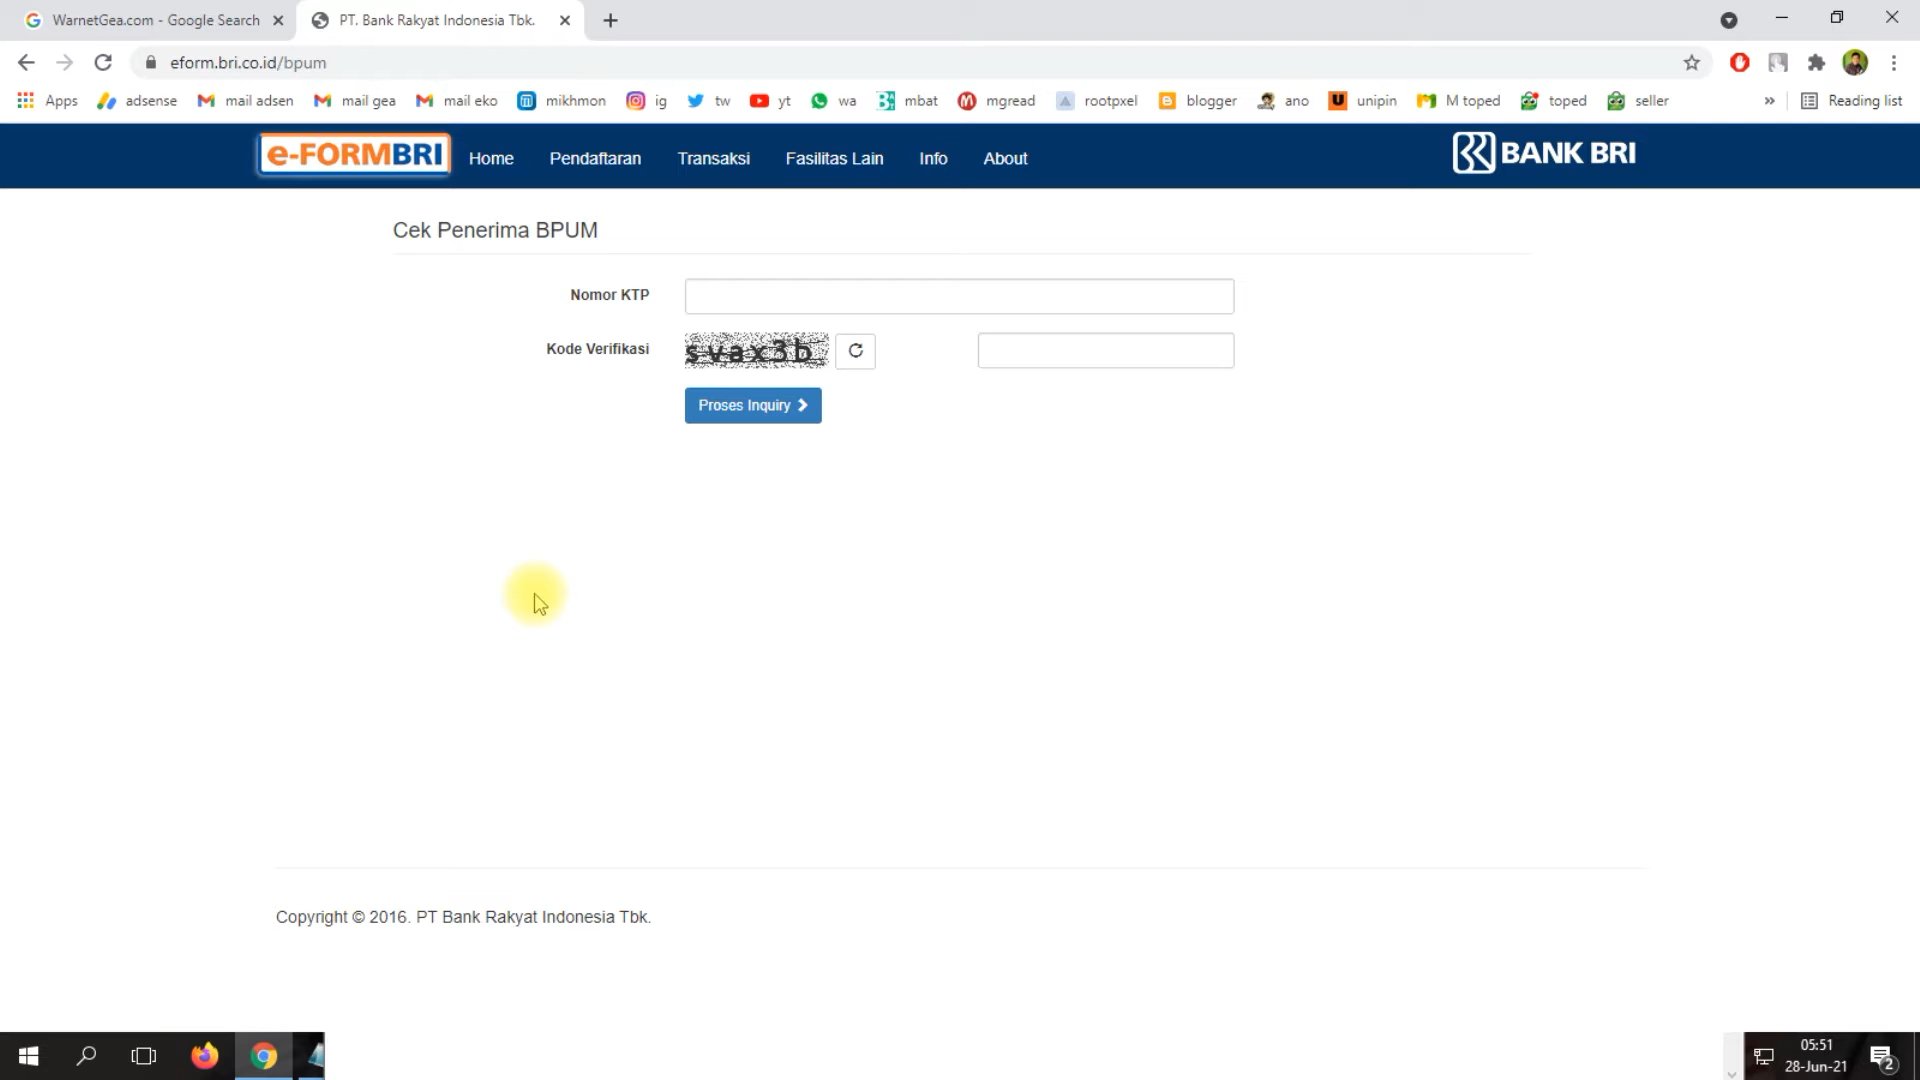 WarnetGea.com - Google Search
PT. Bank Rakyat Indonesia Tbk.
eform.bri.co.id/bpum
Apps adsense mail adsen mail gea mail eko mikhmon ig tw yt wa mbat mgread rootpxel blogger ano unipin M toped toped seller » Reading list
e-FORMBRI Home Pendaftaran Transaksi Fasilitas Lain Info About BANK BRI
Cek Penerima BPUM
Nomor KTP
Kode Verifikasi svax3b
Proses Inquiry
Copyright © 2016. PT Bank Rakyat Indonesia Tbk.
05:51
28-Jun-21
2